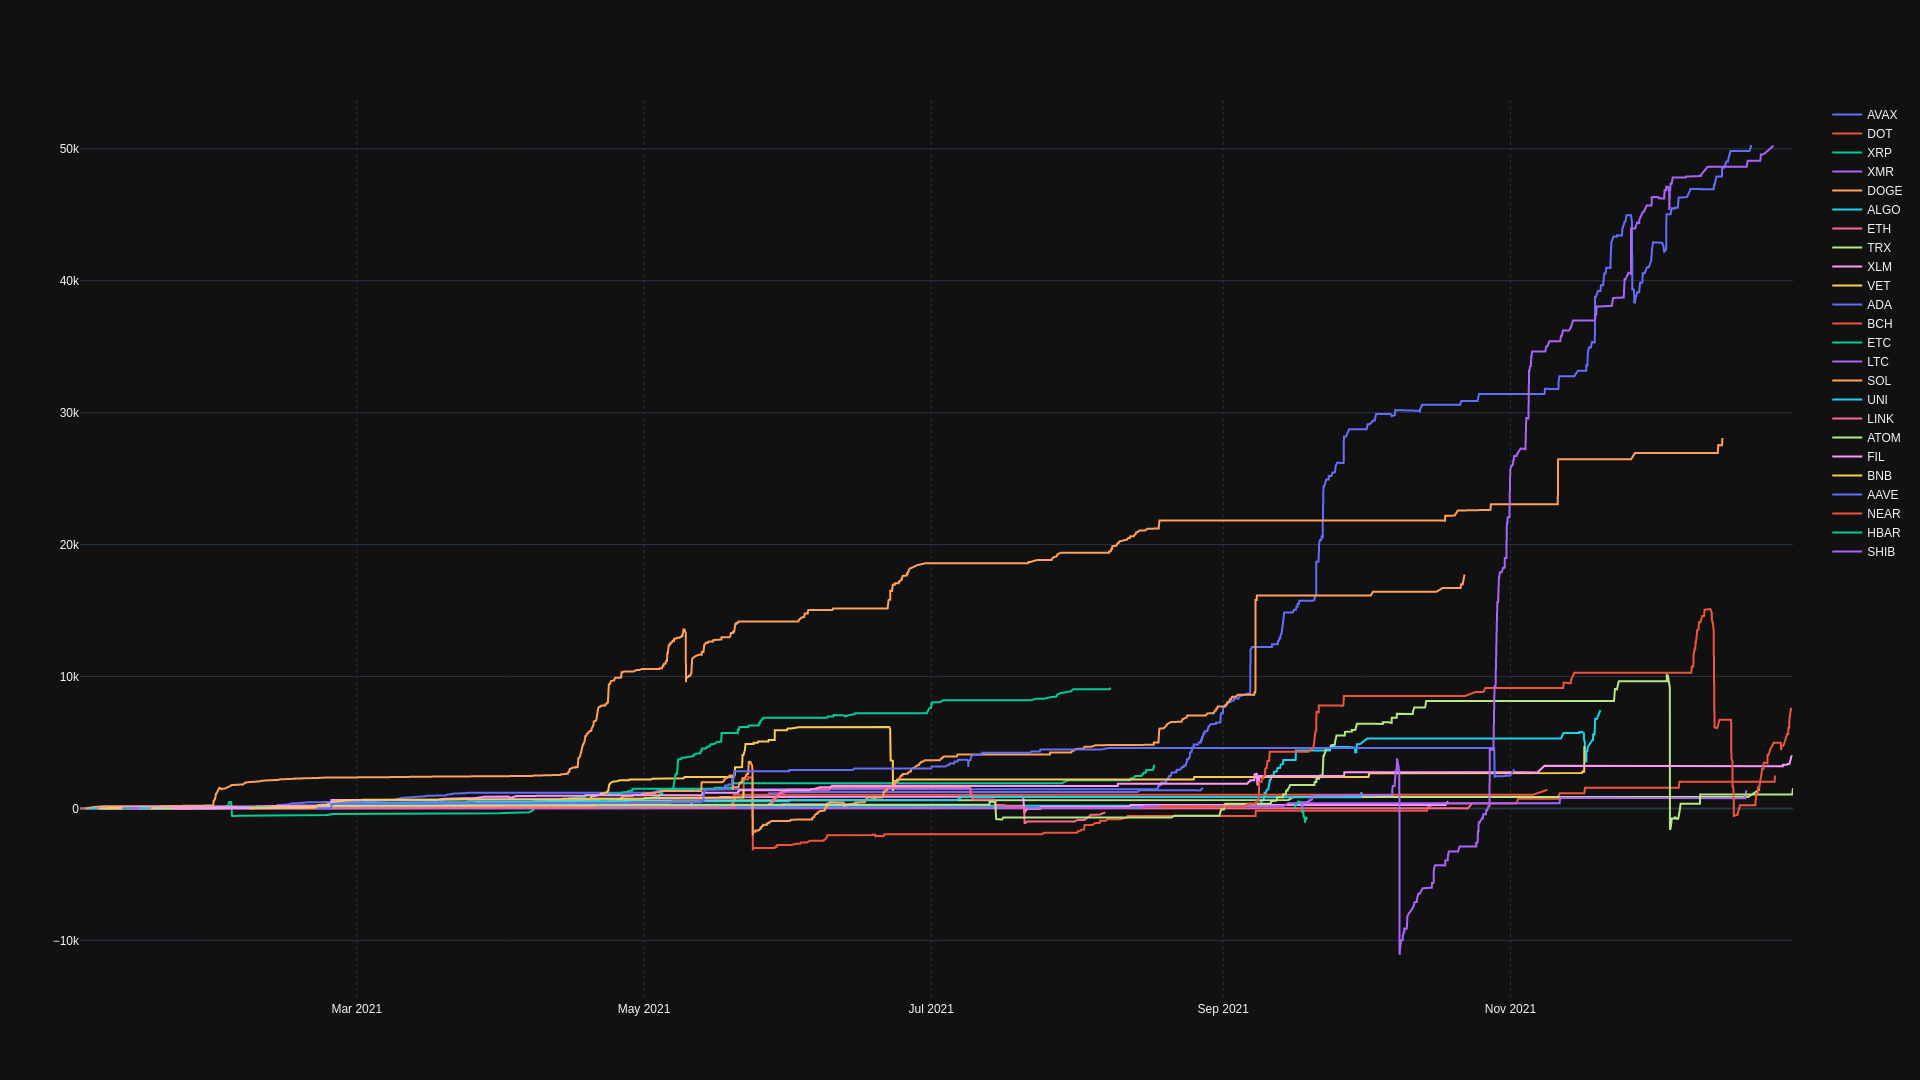 50k
40k
30k
20k
10k
0
−10k
Mar 2021
May 2021
Jul 2021
Sep 2021
Nov 2021
AVAX
DOT
XRP
XMR
DOGE
ALGO
ETH
TRX
XLM
VET
ADA
BCH
ETC
LTC
SOL
UNI
LINK
ATOM
FIL
BNB
AAVE
NEAR
HBAR
SHIB